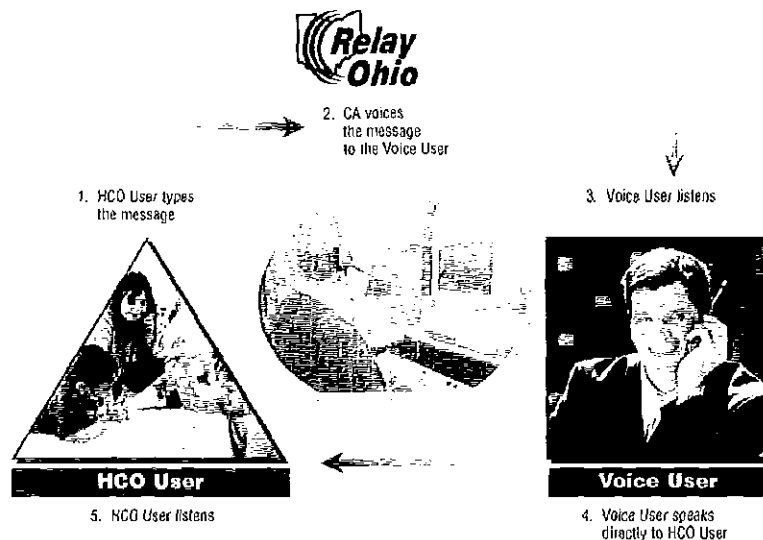 Relay
Ohio
2. CA voices
the message
to the Voice User
1. HCO User types
the message
3. Voice User listens
HCO User
Voice User
5. HCO User listens
4. Voice User speaks
directly to HCO User